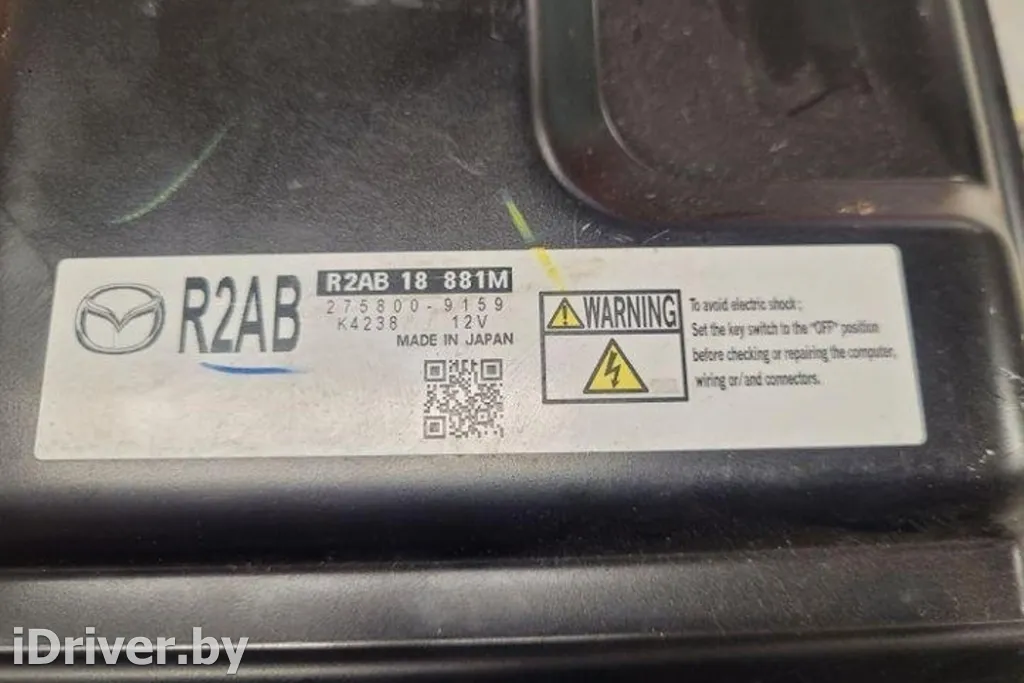 R2AB
R2AB 18 881M
275800-9159
K4238 12V
MADE IN JAPAN
WARNING
To avoid electric shock;
Set the key switch to the "OFF" position
before checking or repairing the computer,
wiring or/and connectors.
iDriver.by